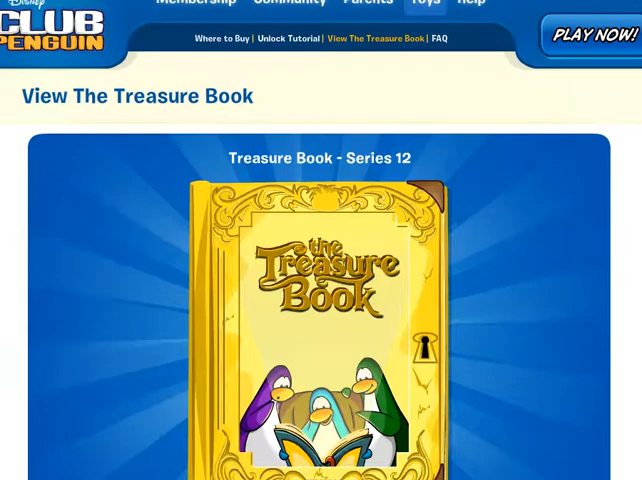 Disney
CLUB
PENGUIN
Membership Community Parents Toys Help
Where to Buy | Unlock Tutorial | View The Treasure Book | FAQ
PLAY NOW!
View The Treasure Book
Treasure Book - Series 12
the
Treasure
Book